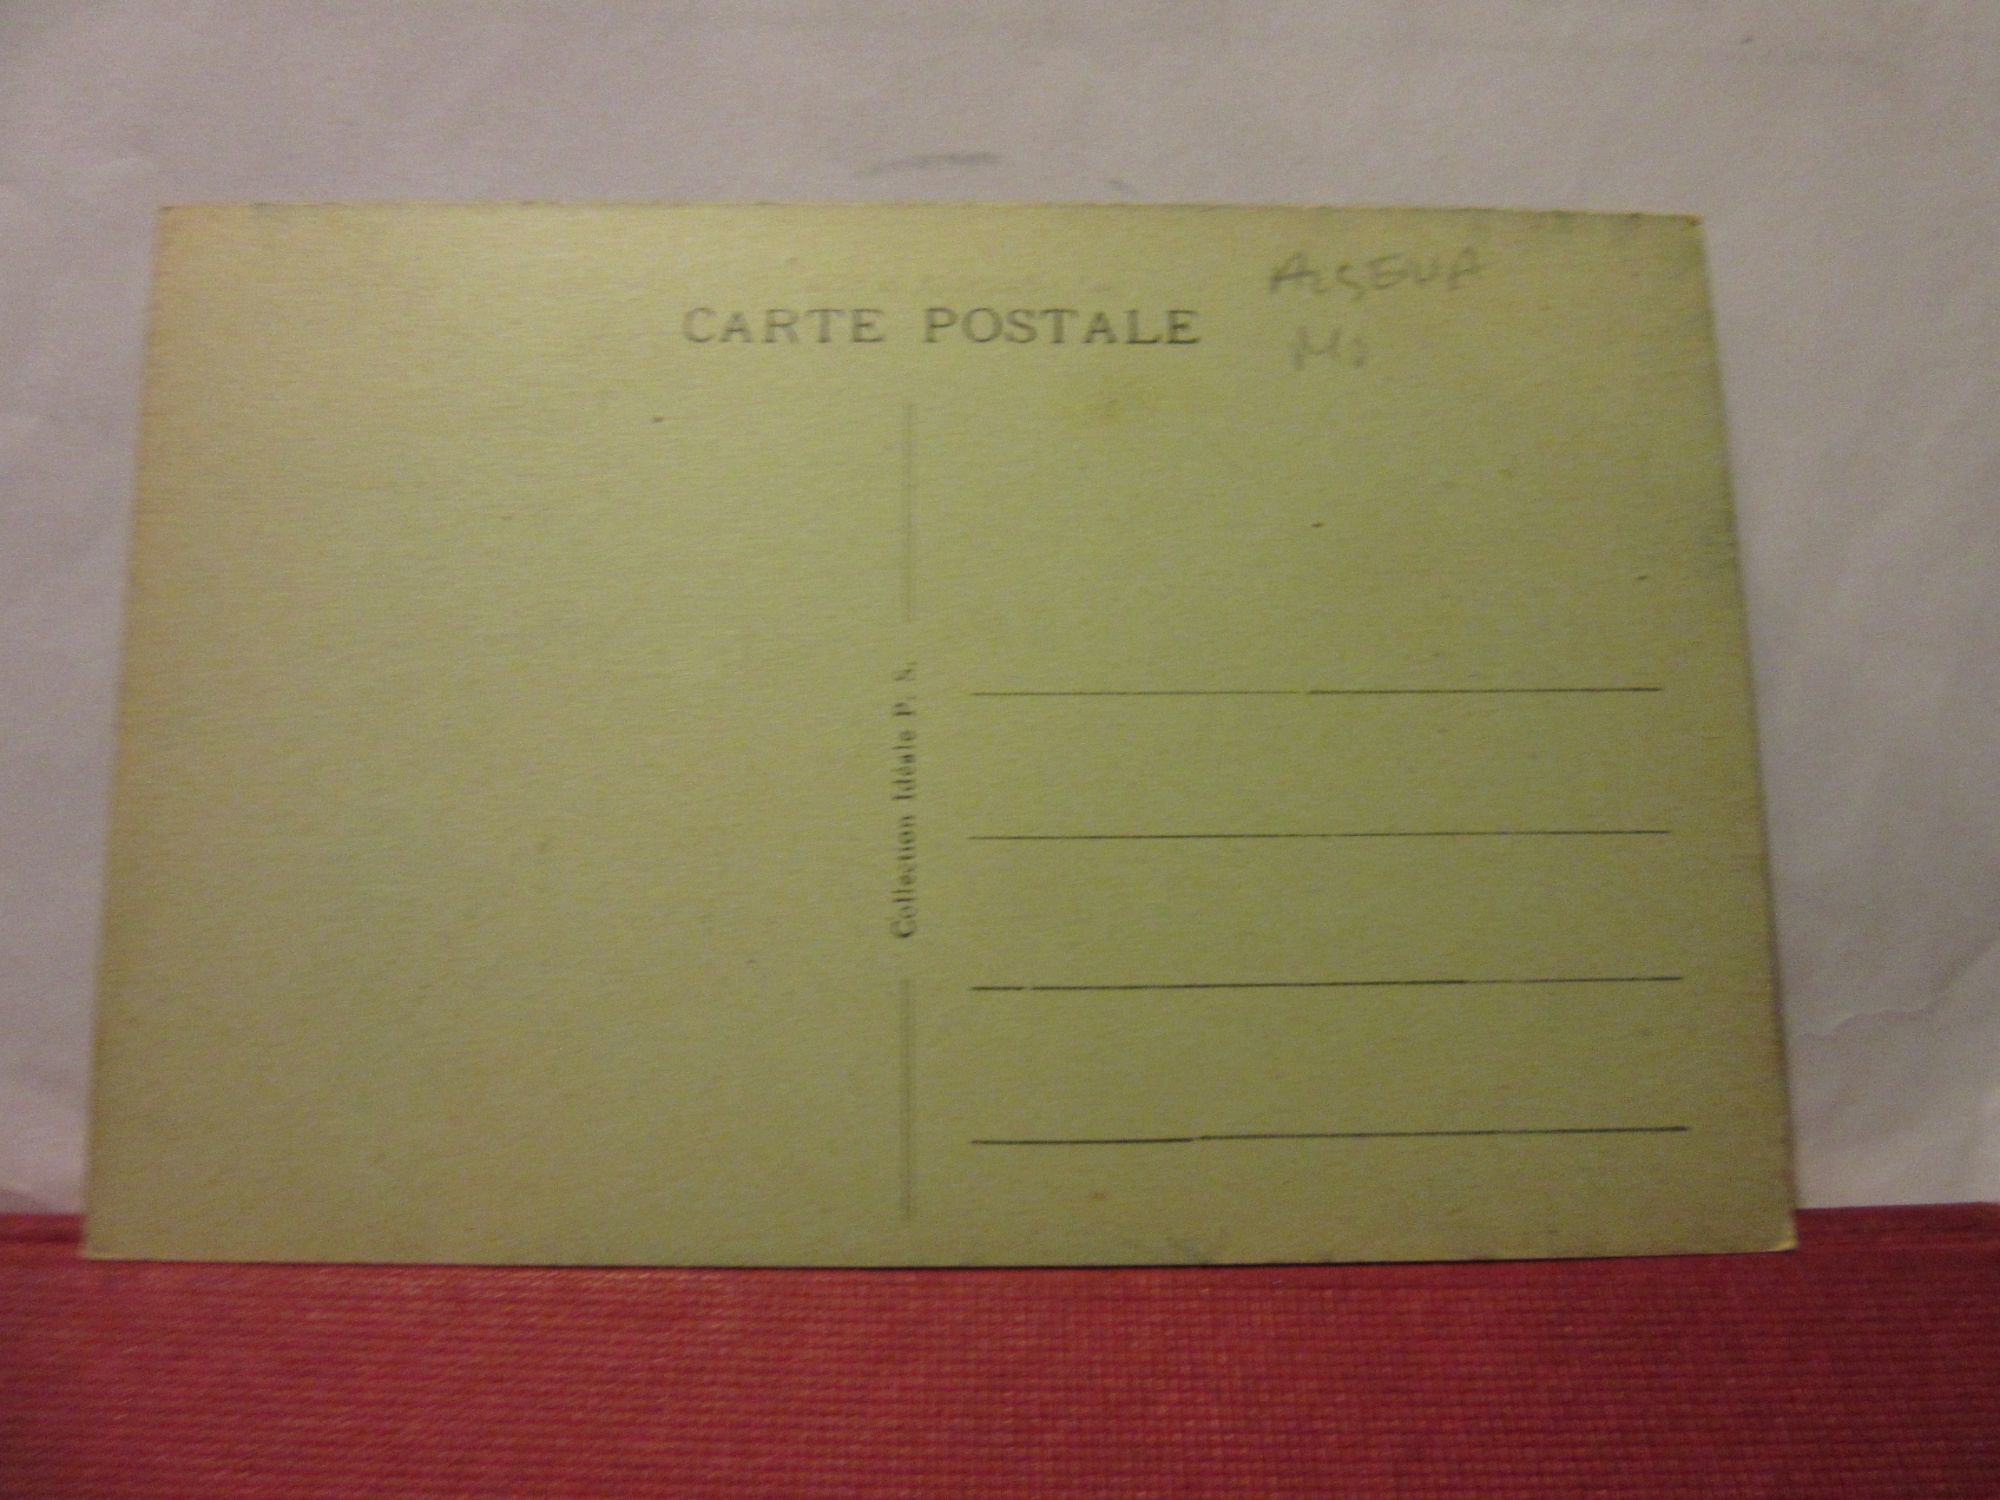 CARTE POSTALE
Collection Idéale P. S.